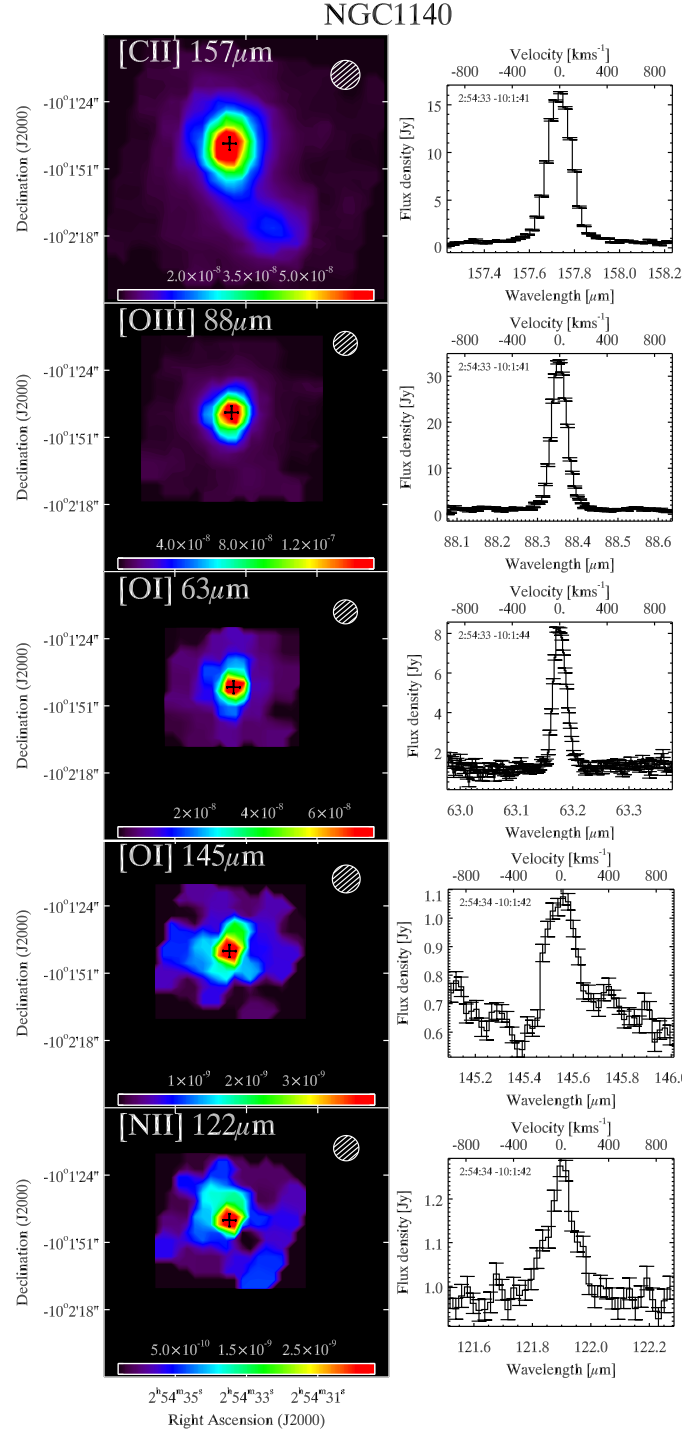 NGC1140
[CII] 157μm
Declination (J2000)
-10°1'24"
-10°1'51"
-10°2'18"
2.0×10⁻⁸ 3.5×10⁻⁸ 5.0×10⁻⁸
Velocity [kms⁻¹]
-800 -400 0. 400 800
2:54:33 -10:1:41
Flux density [Jy]
15
10
5
0
157.4 157.6 157.8 158.0 158.2
Wavelength [μm]
[OIII] 88μm
Declination (J2000)
-10°1'24"
-10°1'51"
-10°2'18"
4.0×10⁻⁸ 8.0×10⁻⁸ 1.2×10⁻⁷
Velocity [kms⁻¹]
-800 -400 0. 400 800
2:54:33 -10:1:41
Flux density [Jy]
30
20
10
0
88.1 88.2 88.3 88.4 88.5 88.6
Wavelength [μm]
[OI] 63μm
Declination (J2000)
-10°1'24"
-10°1'51"
-10°2'18"
2×10⁻⁸ 4×10⁻⁸ 6×10⁻⁸
Velocity [kms⁻¹]
-800 -400 0. 400 800
2:54:33 -10:1:44
Flux density [Jy]
8
6
4
2
63.0 63.1 63.2 63.3
Wavelength [μm]
[OI] 145μm
Declination (J2000)
-10°1'24"
-10°1'51"
-10°2'18"
1×10⁻⁹ 2×10⁻⁹ 3×10⁻⁹
Velocity [kms⁻¹]
-800 -400 0. 400 800
2:54:34 -10:1:42
Flux density [Jy]
1.1
1.0
0.9
0.8
0.7
0.6
145.2 145.4 145.6 145.8 146.0
Wavelength [μm]
[NII] 122μm
Declination (J2000)
-10°1'24"
-10°1'51"
-10°2'18"
5.0×10⁻¹⁰ 1.5×10⁻⁹ 2.5×10⁻⁹
2ʰ54ᵐ35ˢ 2ʰ54ᵐ33ˢ 2ʰ54ᵐ31ˢ
Right Ascension (J2000)
Velocity [kms⁻¹]
-800 -400 0. 400 800
2:54:34 -10:1:42
Flux density [Jy]
1.2
1.1
1.0
121.6 121.8 122.0 122.2
Wavelength [μm]